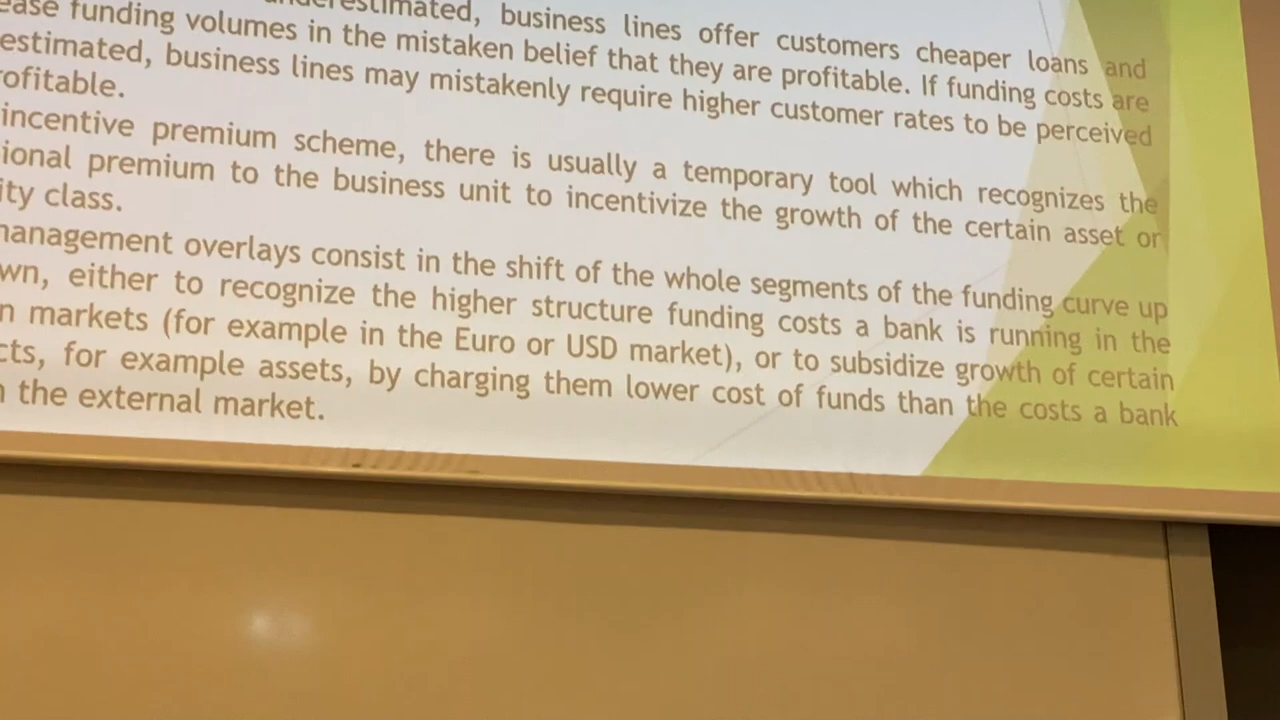 underestimated, business lines offer customers cheaper loans and
ease funding volumes in the mistaken belief that they are profitable. If funding costs are
estimated, business lines may mistakenly require higher customer rates to be perceived
ofitable.
incentive premium scheme, there is usually a temporary tool which recognizes the
ional premium to the business unit to incentivize the growth of the certain asset or
ity class.
management overlays consist in the shift of the whole segments of the funding curve up
wn, either to recognize the higher structure funding costs a bank is running in the
n markets (for example in the Euro or USD market), or to subsidize growth of certain
cts, for example assets, by charging them lower cost of funds than the costs a bank
the external market.